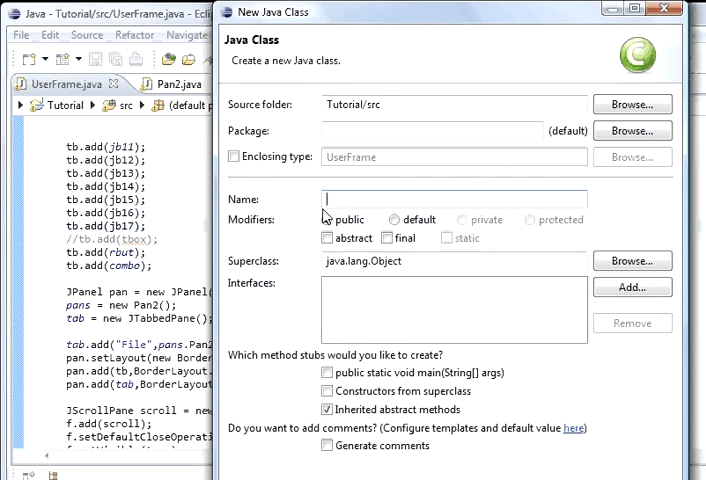 Java - Tutorial/src/UserFrame.java - Ecl
File Edit Source Refactor Navigate
UserFrame.java Pan2.java
Tutorial src (default p
tb.add(jb11);
tb.add(jb12);
tb.add(jb13);
tb.add(jb14);
tb.add(jb15);
tb.add(jb16);
tb.add(jb17);
//tb.add(tbox);
tb.add(rbut);
tb.add(combo);
JPanel pan = new JPanel(
pans = new Pan2();
tab = new JTabbedPane();
tab.add("File",pans.Pan2
pan.setLayout(new Border
pan.add(tb,BorderLayout.
pan.add(tab,BorderLayout
JScrollPane scroll = new
f.add(scroll);
f.setDefaultCloseOperati
New Java Class
Java Class
Create a new Java class.
Source folder: Tutorial/src Browse...
Package: (default) Browse...
Enclosing type: UserFrame Browse...
Name:
Modifiers: public default private protected
abstract final static
Superclass: java.lang.Object Browse...
Interfaces: Add...
Remove
Which method stubs would you like to create?
public static void main(String[] args)
Constructors from superclass
Inherited abstract methods
Do you want to add comments? (Configure templates and default value here)
Generate comments